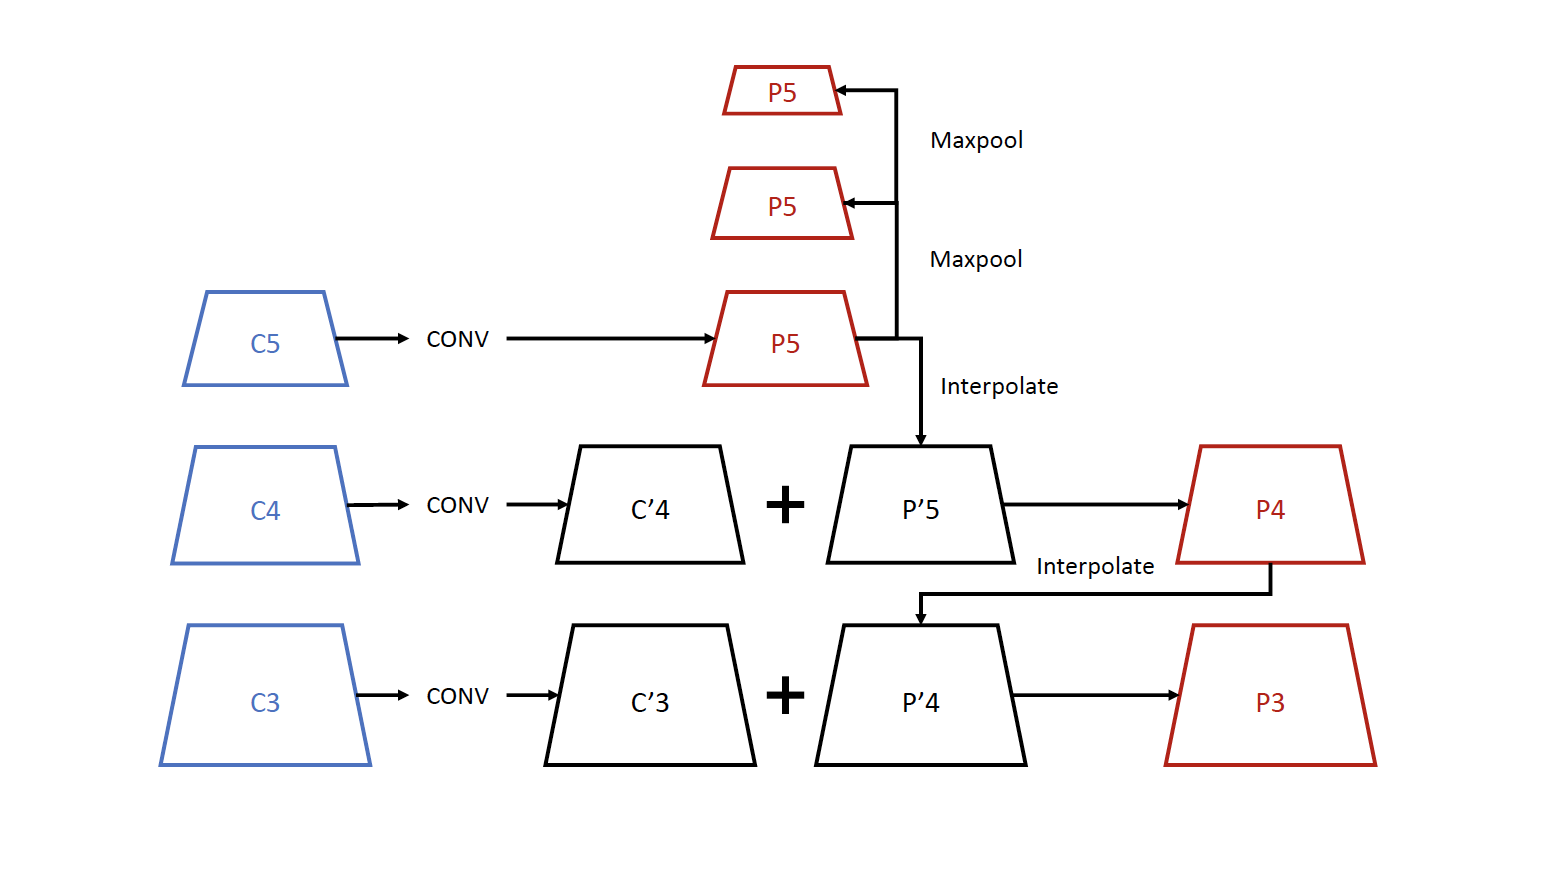 P5
Maxpool
P5
Maxpool
C5
CONV
P5
Interpolate
C4
CONV
C’4
+
P’5
P4
Interpolate
C3
CONV
C’3
+
P’4
P3